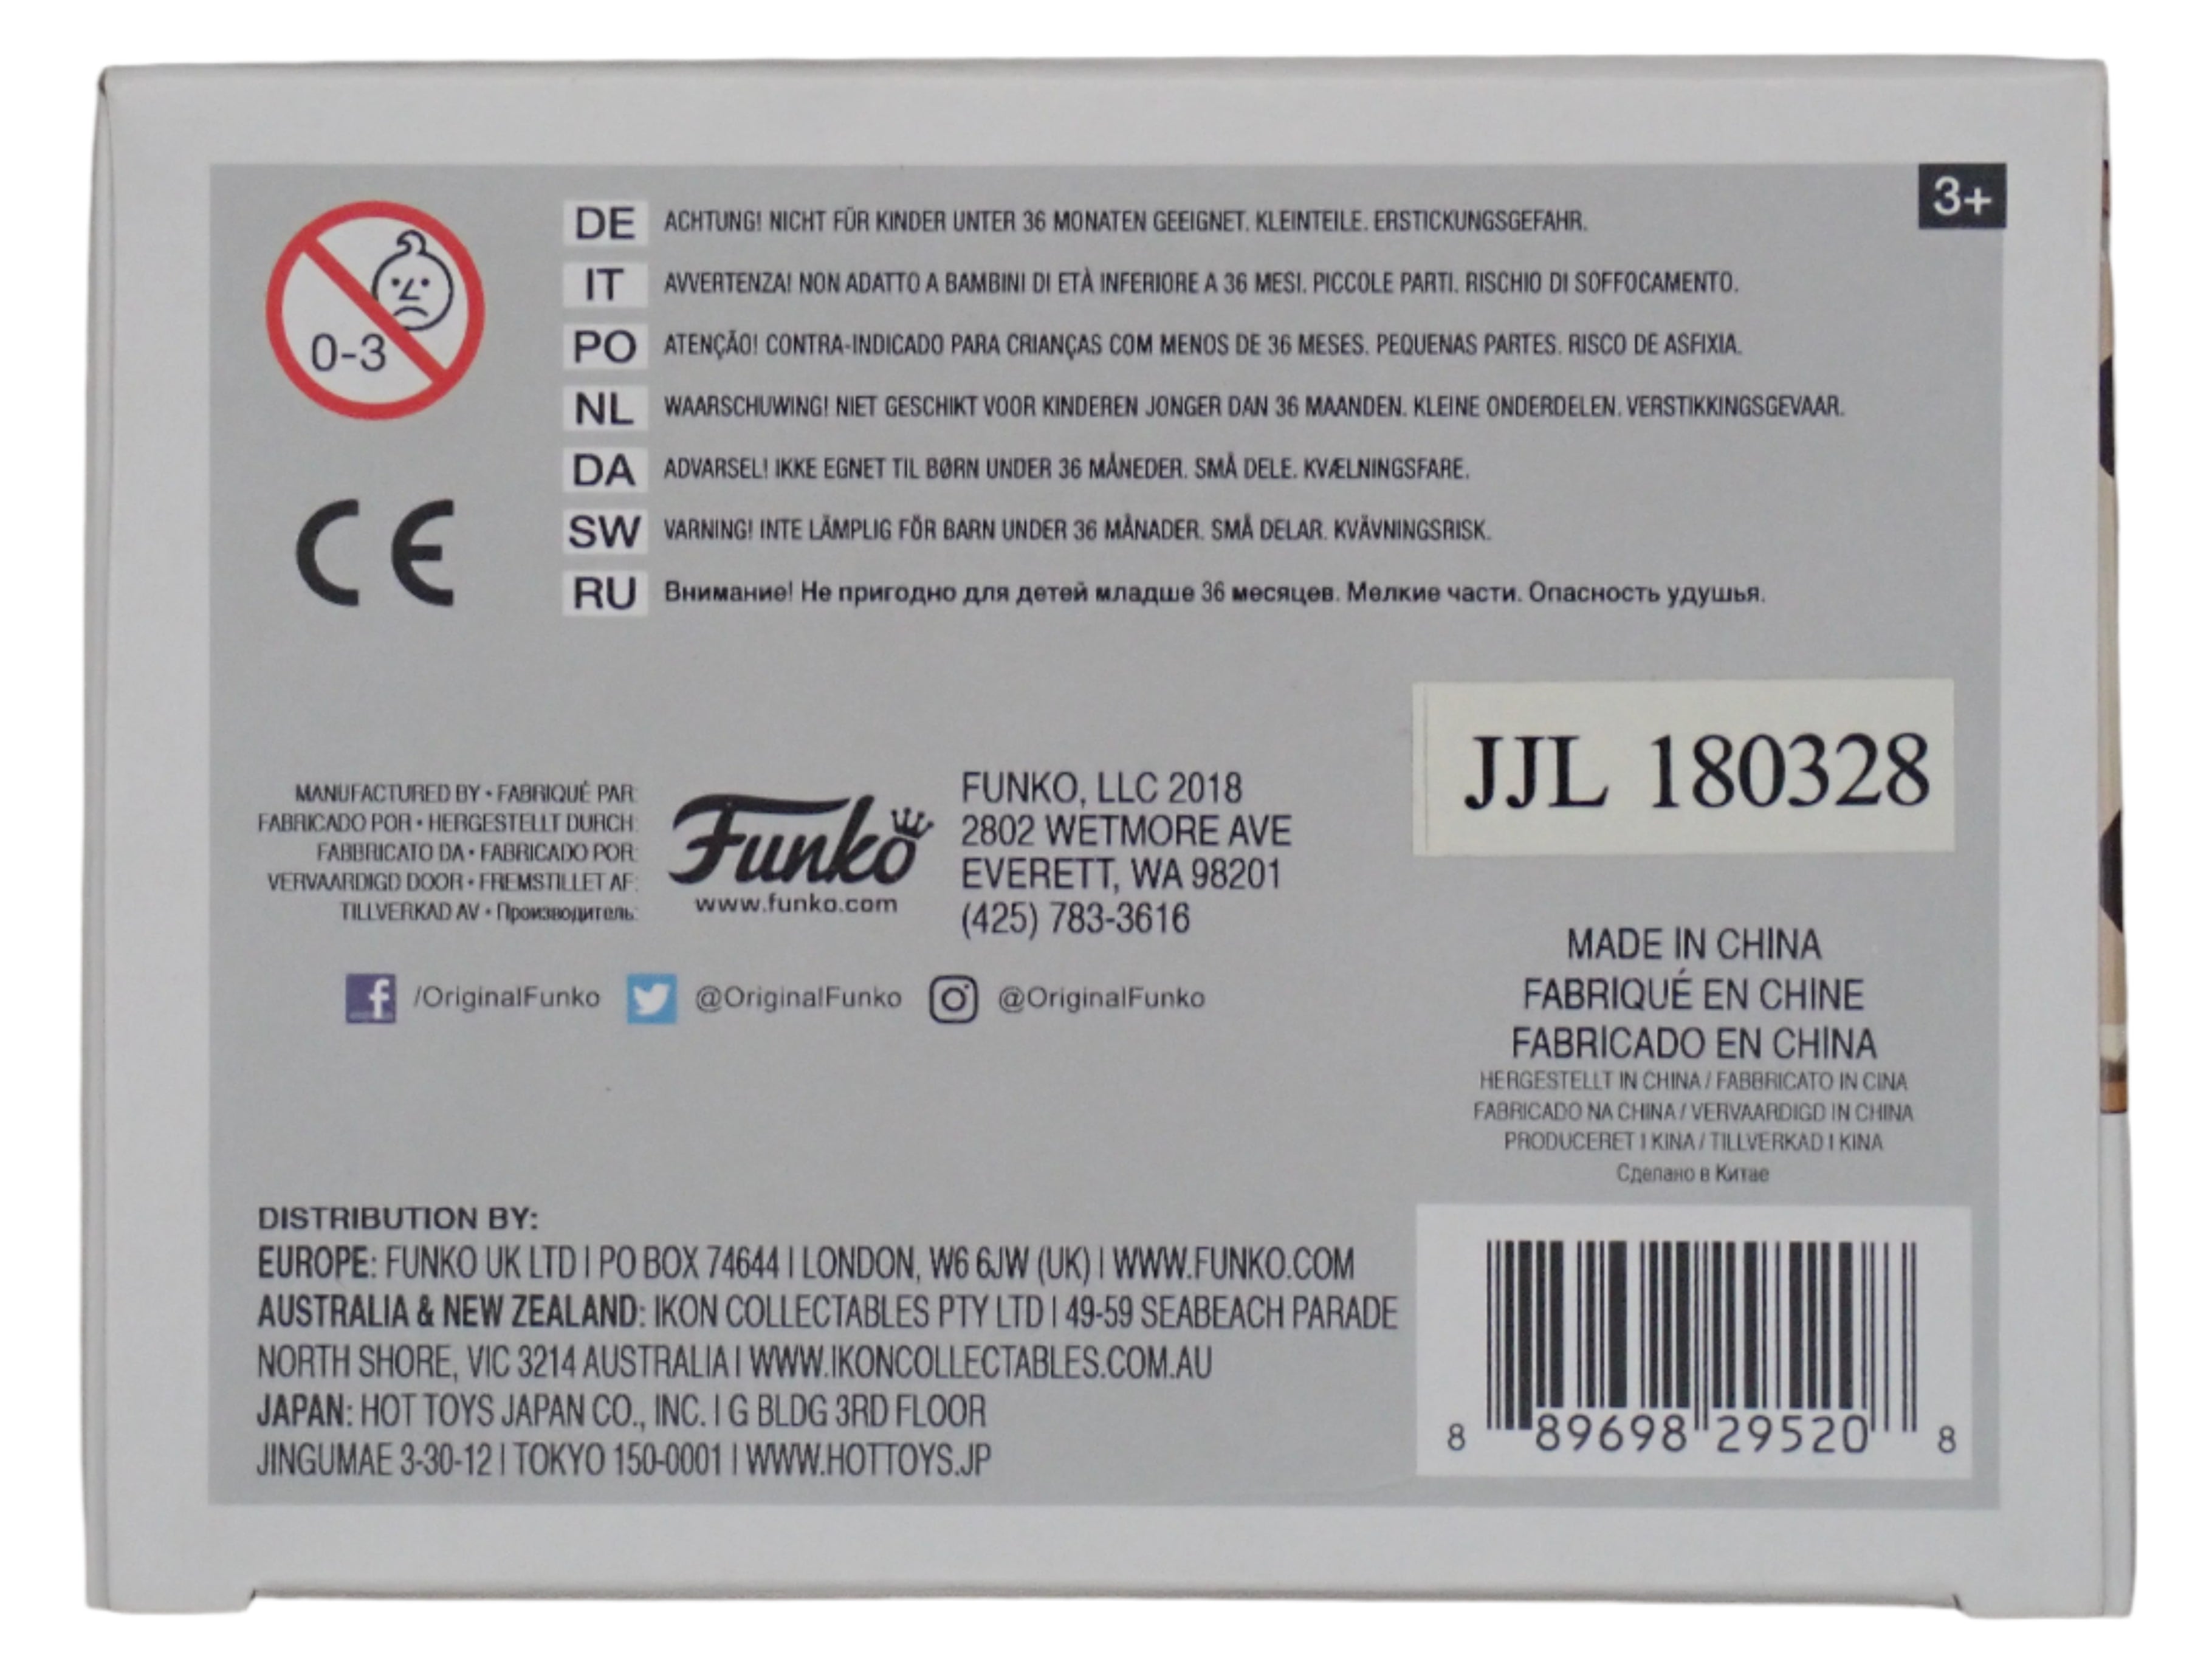 3+
0-3
DE ACHTUNG! NICHT FÜR KINDER UNTER 36 MONATEN GEEIGNET. KLEINTEILE. ERSTICKUNGSGEFAHR.
IT AVVERTENZA! NON ADATTO A BAMBINI DI ETÀ INFERIORE A 36 MESI. PICCOLE PARTI. RISCHIO DI SOFFOCAMENTO.
PO ATENÇÃO! CONTRA-INDICADO PARA CRIANÇAS COM MENOS DE 36 MESES. PEQUENAS PARTES. RISCO DE ASFIXIA.
NL WAARSCHUWING! NIET GESCHIKT VOOR KINDEREN JONGER DAN 36 MAANDEN. KLEINE ONDERDELEN. VERSTIKKINGSGEVAAR.
DA ADVARSEL! IKKE EGNET TIL BØRN UNDER 36 MÅNEDER. SMÅ DELE. KVÆLNINGSFARE.
SW VARNING! INTE LÄMPLIG FÖR BARN UNDER 36 MÅNADER. SMÅ DELAR. KVÄVNINGSRISK.
RU Внимание! Не пригодно для детей младше 36 месяцев. Мелкие части. Опасность удушья.
CE
MANUFACTURED BY • FABRIQUÉ PAR:
FABRICADO POR • HERGESTELLT DURCH:
FABBRICATO DA • FABRICADO POR:
VERVAARDIGD DOOR • FREMSTILLET AF:
TILLVERKAD AV • Производитель:
Funko
www.funko.com
FUNKO, LLC 2018
2802 WETMORE AVE
EVERETT, WA 98201
(425) 783-3616
/OriginalFunko @OriginalFunko @OriginalFunko
JJL 180328
MADE IN CHINA
FABRIQUÉ EN CHINE
FABRICADO EN CHINA
HERGESTELLT IN CHINA / FABBRICATO IN CINA
FABRICADO NA CHINA / VERVAARDIGD IN CHINA
PRODUCERET I KINA / TILLVERKAD I KINA
Сделано в Китае
DISTRIBUTION BY:
EUROPE: FUNKO UK LTD | PO BOX 74644 | LONDON, W6 6JW (UK) | WWW.FUNKO.COM
AUSTRALIA & NEW ZEALAND: IKON COLLECTABLES PTY LTD | 49-59 SEABEACH PARADE
NORTH SHORE, VIC 3214 AUSTRALIA | WWW.IKONCOLLECTABLES.COM.AU
JAPAN: HOT TOYS JAPAN CO., INC. | G BLDG 3RD FLOOR
JINGUMAE 3-30-12 | TOKYO 150-0001 | WWW.HOTTOYS.JP
8 89698 29520 8